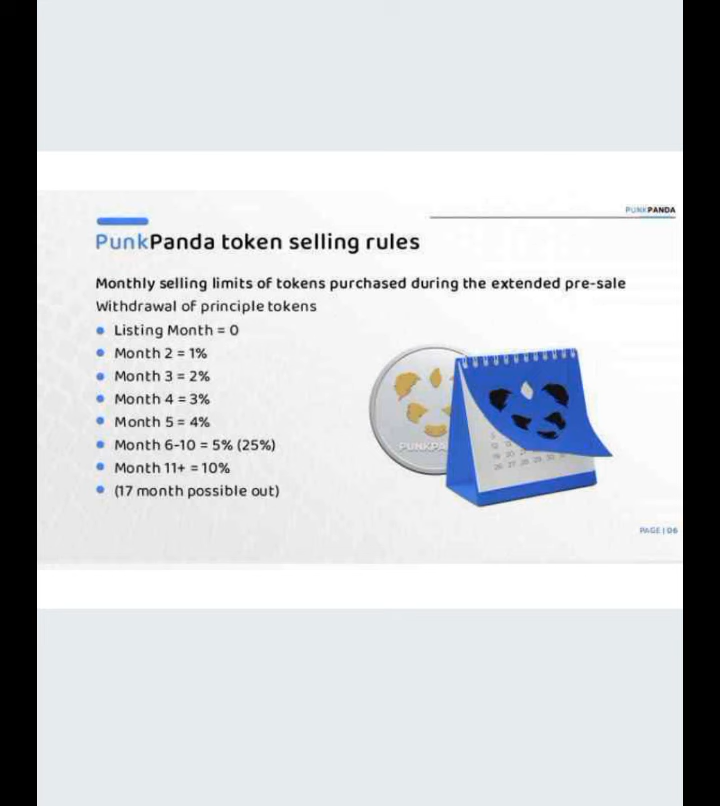 PUNKPANDA
PunkPanda token selling rules
Monthly selling limits of tokens purchased during the extended pre-sale
Withdrawal of principle tokens
Listing Month = 0
Month 2 = 1%
Month 3 = 2%
Month 4 = 3%
Month 5 = 4%
Month 6-10 = 5% (25%)
Month 11+ = 10%
(17 month possible out)
PUNKPA
PAGE | 06